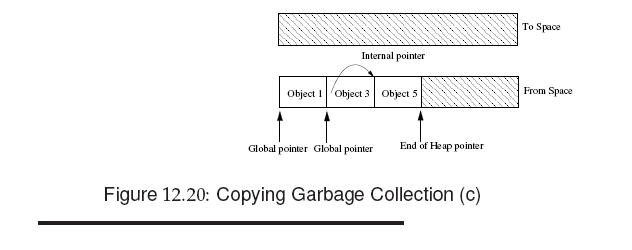 To Space
Internal pointer
Object 1 Object 3 Object 5
From Space
Global pointer Global pointer End of Heap pointer
Figure 12.20: Copying Garbage Collection (c)